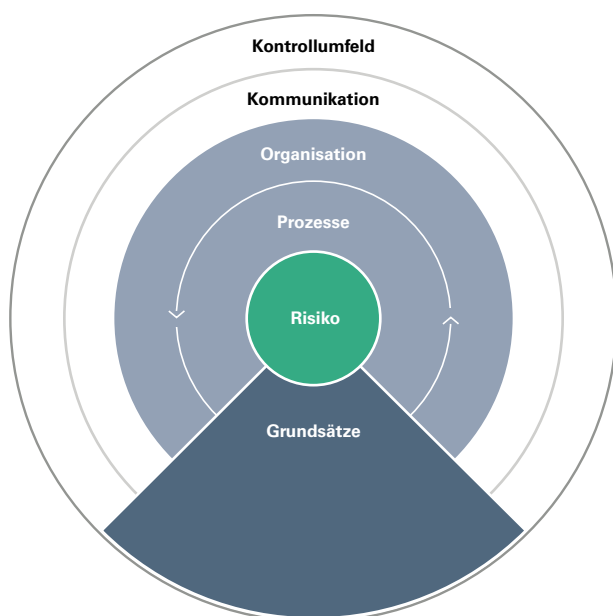 Kontrollumfeld
Kommunikation
Organisation
Prozesse
Risiko
Grundsätze